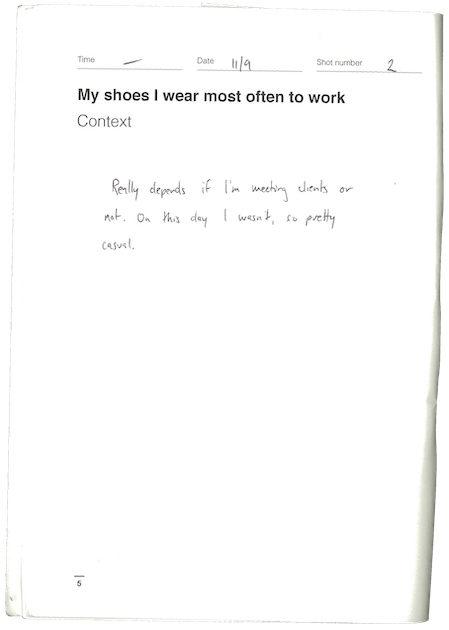 Time – Date 11/9 Shot number 2
My shoes I wear most often to work
Context
Really depends if I'm meeting clients or
not. On this day I wasn't, so pretty
casual.
5